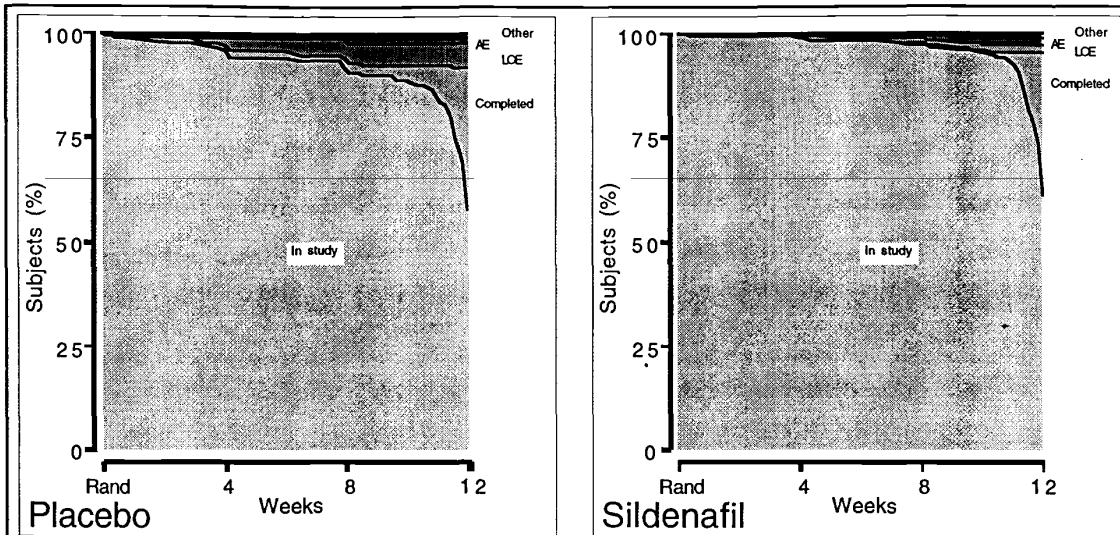 100
75
50
25
0
Subjects (%)
Other
AE
LOE
Completed
In study
Rand
4
8
12
Weeks
Placebo
100
75
50
25
0
Subjects (%)
Other
AE
LOE
Completed
In study
Rand
4
8
12
Weeks
Sildenafil